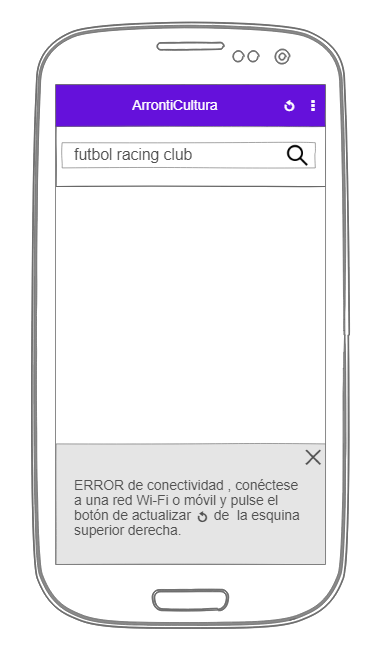 ArrontiCultura
futbol racing club
ERROR de conectividad , conéctese
a una red Wi-Fi o móvil y pulse el
botón de actualizar de la esquina
superior derecha.